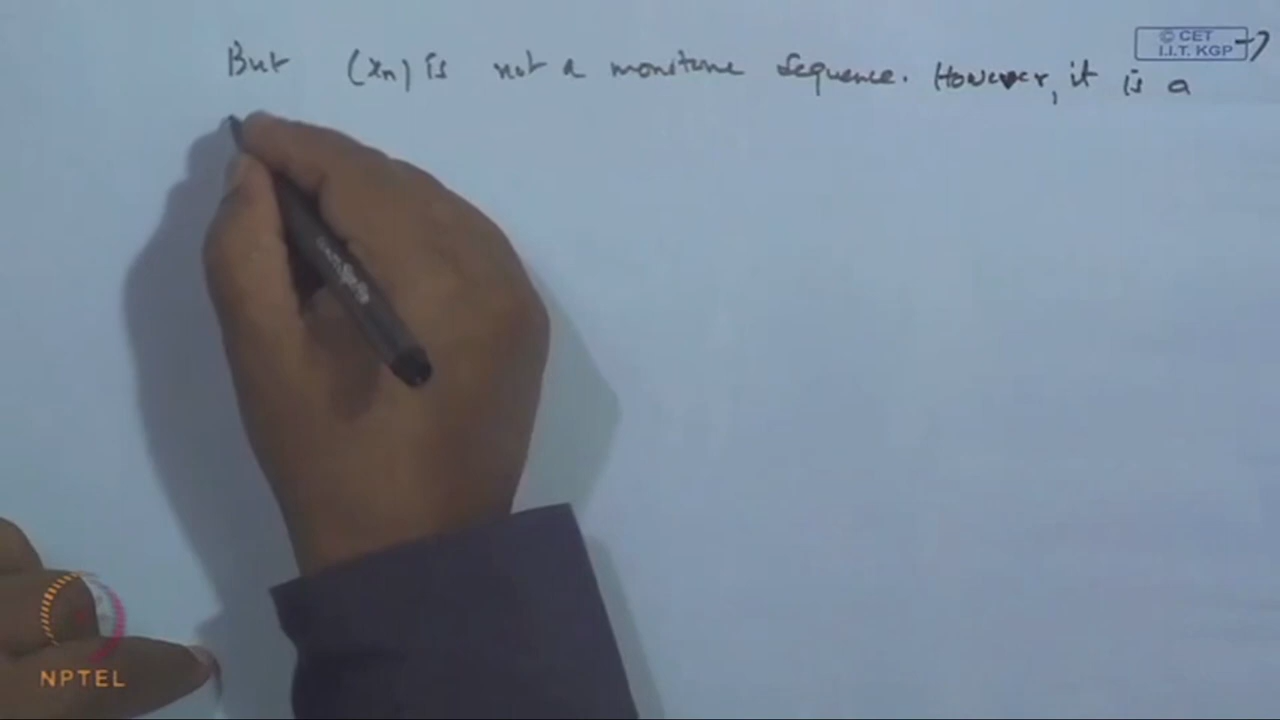 But (xn) is not a monotone sequence. However, it is a
© CET
I.I.T. KGP
NPTEL